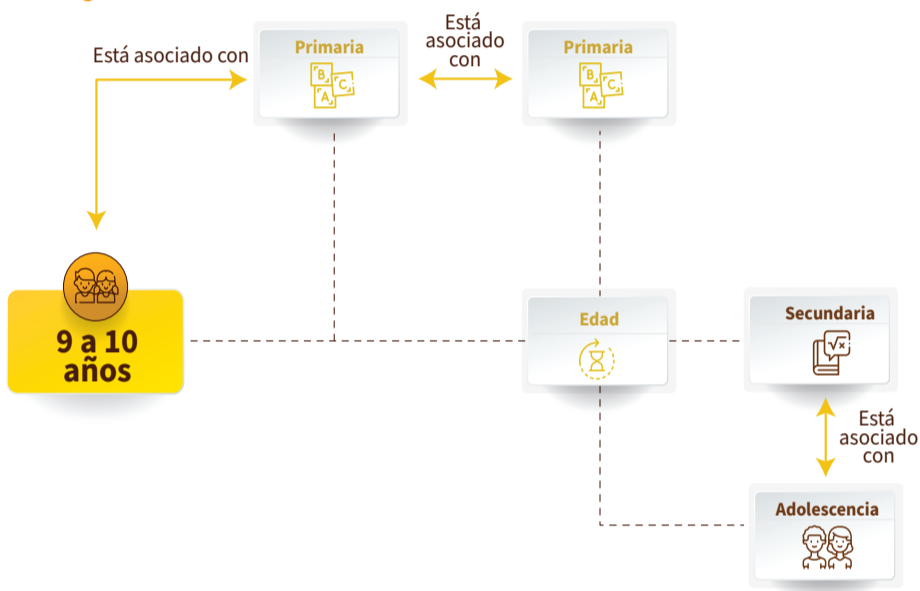 Está asociado con
Primaria
B
C
A
Está
asociado
con
Primaria
B
C
A
9 a 10
años
Edad
Secundaria
√x
Está
asociado
con
Adolescencia